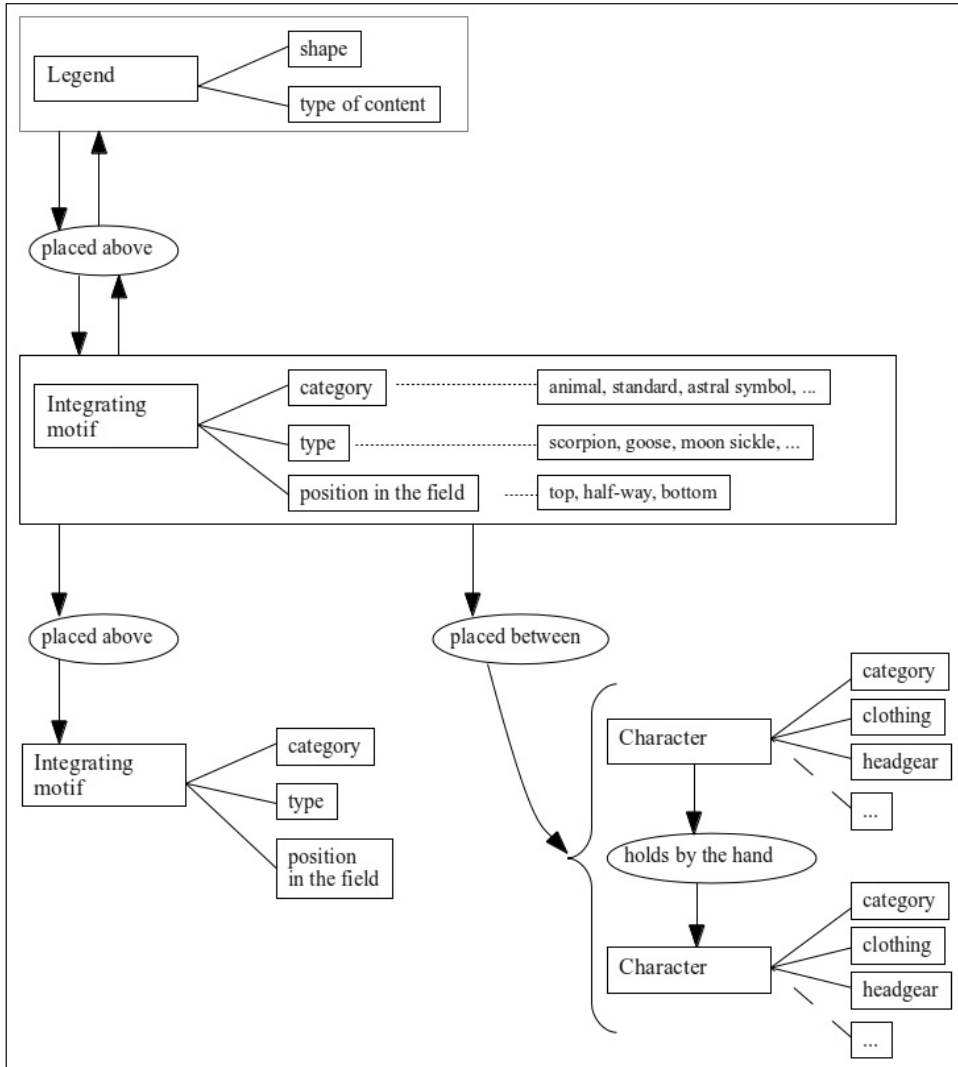 Legend
shape
type of content
placed above
Integrating
motif
category
animal, standard, astral symbol, ...
type
scorpion, goose, moon sickle, ...
position in the field
top, half-way, bottom
placed above
placed between
Integrating
motif
category
type
position
in the field
Character
category
clothing
headgear
...
holds by the hand
Character
category
clothing
headgear
...